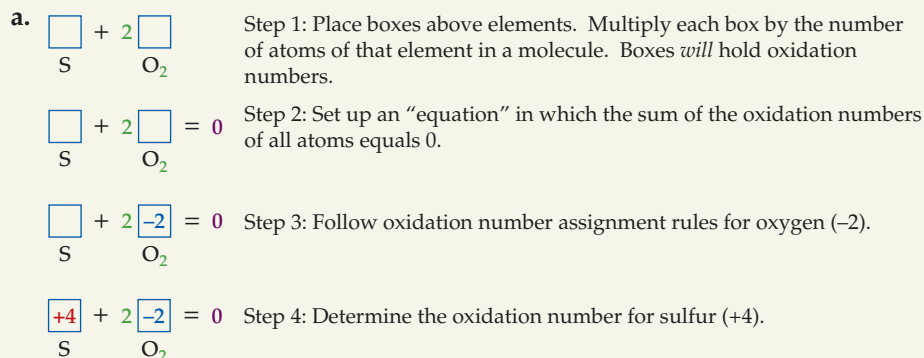 a. + 2 Step 1: Place boxes above elements. Multiply each box by the number
S O2 of atoms of that element in a molecule. Boxes will hold oxidation
numbers.
+ 2 = 0 Step 2: Set up an “equation” in which the sum of the oxidation numbers
S O2 of all atoms equals 0.
+ 2 –2 = 0 Step 3: Follow oxidation number assignment rules for oxygen (–2).
S O2
+4 + 2 –2 = 0 Step 4: Determine the oxidation number for sulfur (+4).
S O2